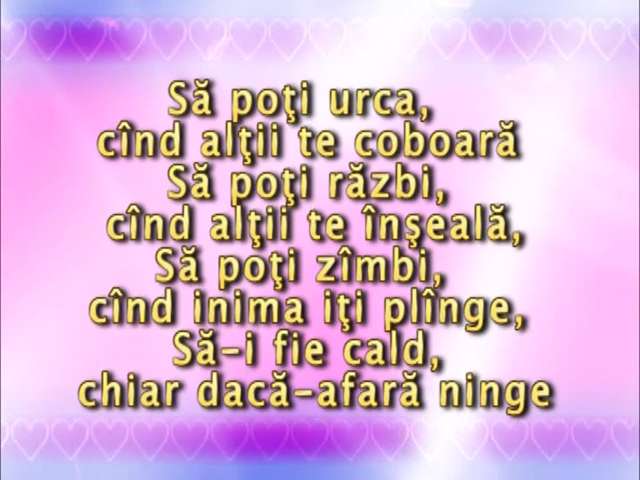 Să poţi urca,
cînd alţii te coboară
Să poţi răzbi,
cînd alţii te înşeală,
Să poţi zîmbi,
cînd inima iţi plînge,
Să-i fie cald,
chiar dacă-afară ninge